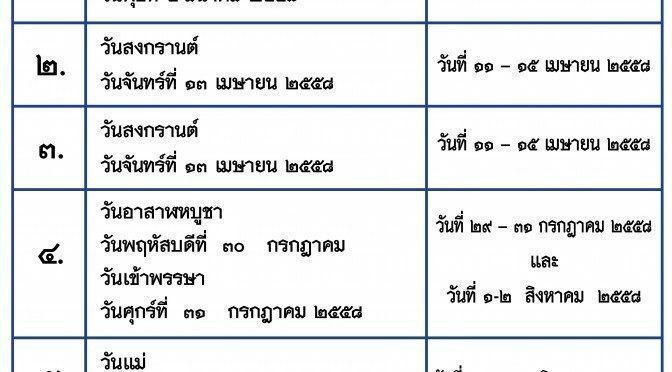 ๒.
วันสงกรานต์
วันจันทร์ที่ ๑๓ เมษายน ๒๕๕๘
วันที่ ๑๑ – ๑๕ เมษายน ๒๕๕๘
๓.
วันสงกรานต์
วันจันทร์ที่ ๑๓ เมษายน ๒๕๕๘
วันที่ ๑๑ – ๑๕ เมษายน ๒๕๕๘
๔.
วันอาสาฬหบูชา
วันพฤหัสบดีที่ ๓๐ กรกฎาคม
วันเข้าพรรษา
วันศุกร์ที่ ๓๑ กรกฎาคม ๒๕๕๘
วันที่ ๒๙ – ๓๑ กรกฎาคม ๒๕๕๘
และ
วันที่ ๑-๒ สิงหาคม ๒๕๕๘
วันแม่